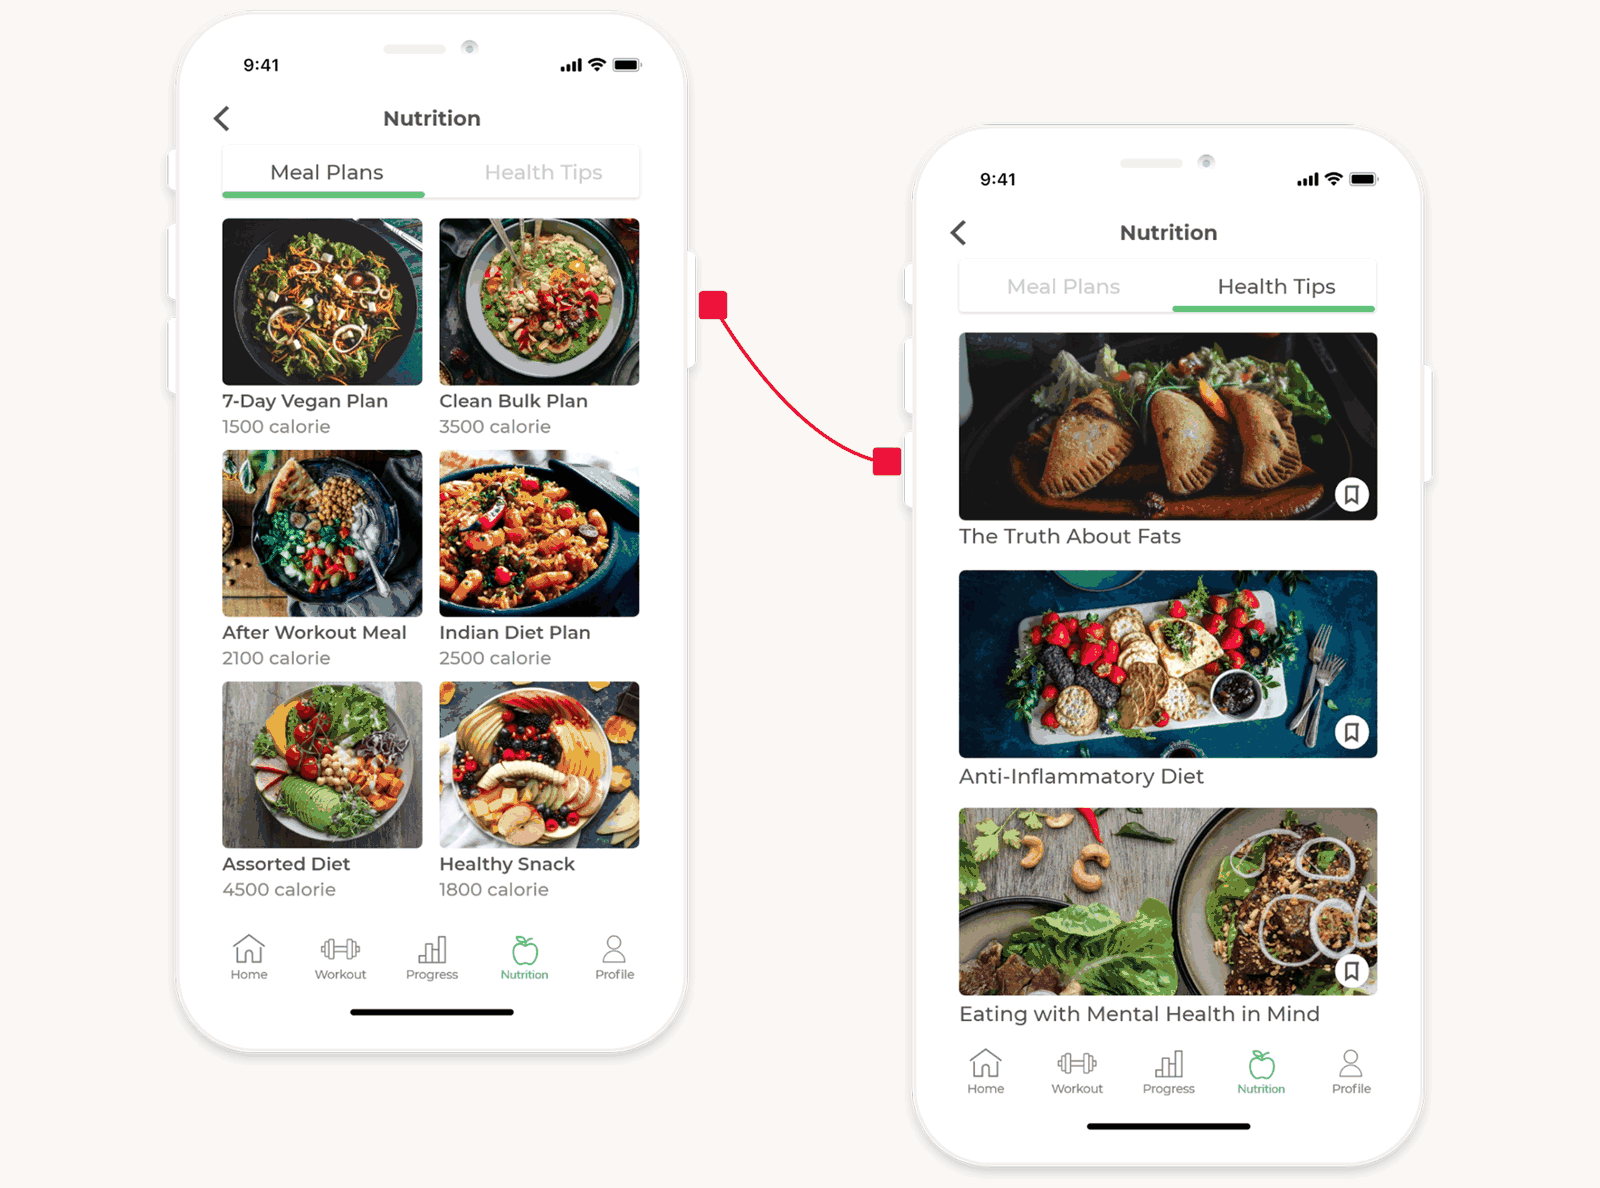 9:41
Nutrition
Meal Plans Health Tips
7-Day Vegan Plan Clean Bulk Plan
1500 calorie 3500 calorie
After Workout Meal Indian Diet Plan
2100 calorie 2500 calorie
Assorted Diet Healthy Snack
4500 calorie 1800 calorie
Home Workout Progress Nutrition Profile
9:41
Nutrition
Meal Plans Health Tips
The Truth About Fats
Anti-Inflammatory Diet
Eating with Mental Health in Mind
Home Workout Progress Nutrition Profile